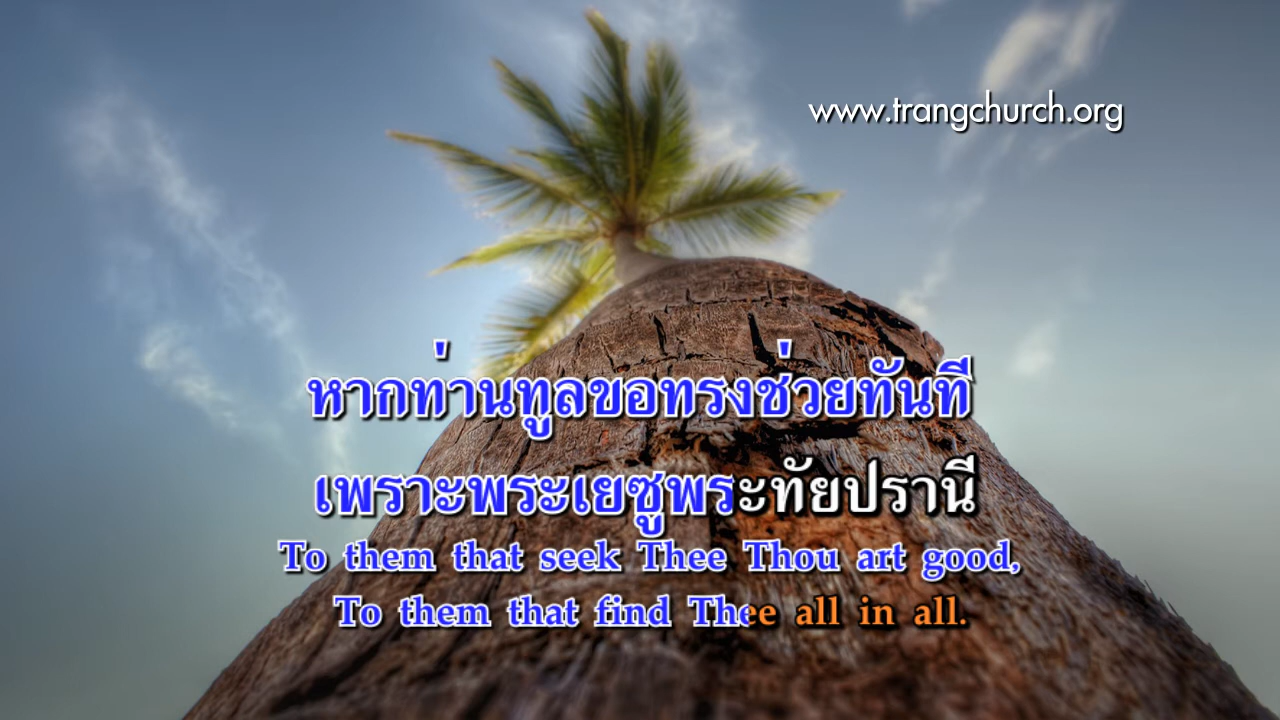 www.trangchurch.org
หากท่านทูลขอทรงช่วยทันที
เพราะพระเยซูพระทัยปรานี
To them that seek Thee Thou art good,
To them that find Thee all in all.